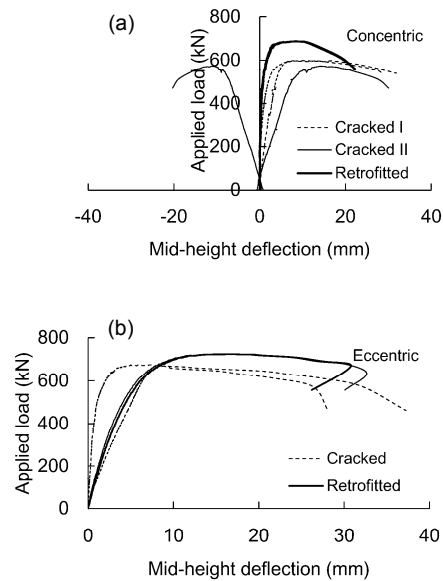 (a)
Applied load (kN)
800
600
400
200
0
Concentric
Cracked I
Cracked II
Retrofitted
-40 -20 0 20 40
Mid-height deflection (mm)
(b)
Applied load (kN)
800
600
400
200
0
Eccentric
Cracked
Retrofitted
0 10 20 30 40
Mid-height deflection (mm)